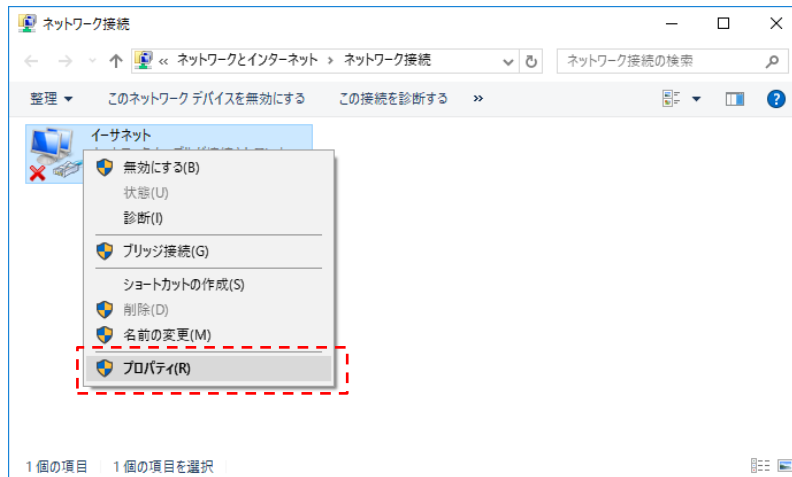 ネットワーク接続
« ネットワークとインターネット › ネットワーク接続
ネットワーク接続の検索
整理 このネットワーク デバイスを無効にする この接続を診断する »
イーサネット
無効にする(B)
状態(U)
診断(I)
ブリッジ接続(G)
ショートカットの作成(S)
削除(D)
名前の変更(M)
プロパティ(R)
1 個の項目 1 個の項目を選択